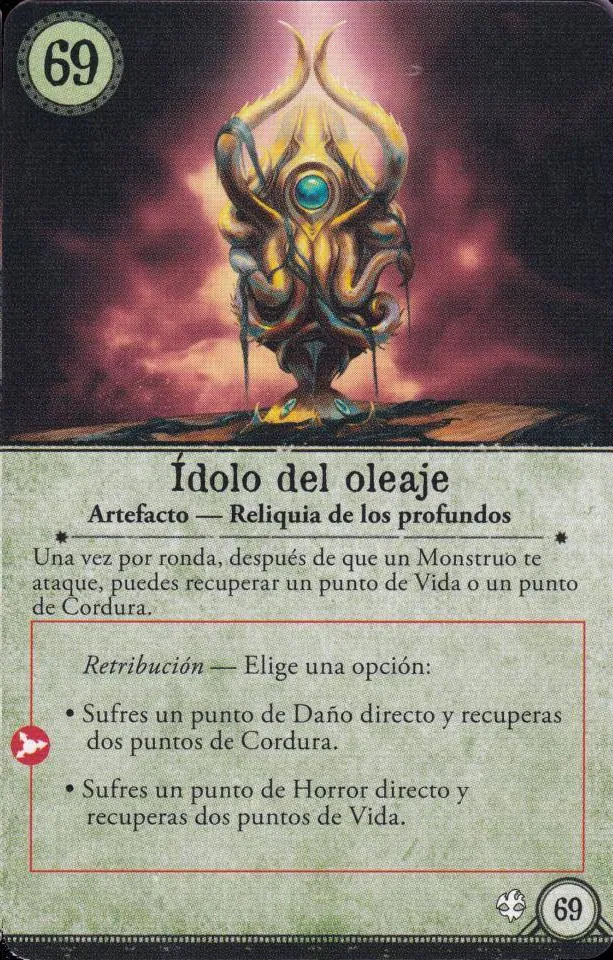 69
Ídolo del oleaje
Artefacto — Reliquia de los profundos
Una vez por ronda, después de que un Monstruo te
ataque, puedes recuperar un punto de Vida o un punto
de Cordura.
Retribución — Elige una opción:
• Sufres un punto de Daño directo y recuperas
dos puntos de Cordura.
• Sufres un punto de Horror directo y
recuperas dos puntos de Vida.
69